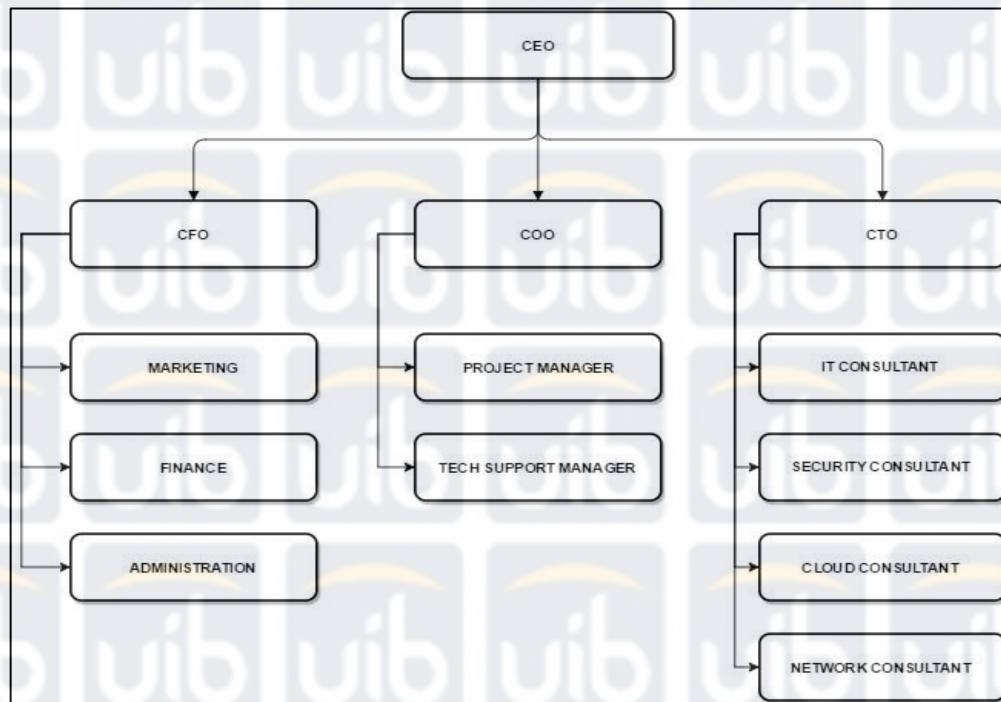 CEO
CFO
COO
CTO
MARKETING
PROJECT MANAGER
IT CONSULTANT
FINANCE
TECH SUPPORT MANAGER
SECURITY CONSULTANT
ADMINISTRATION
CLOUD CONSULTANT
NETWORK CONSULTANT
uib